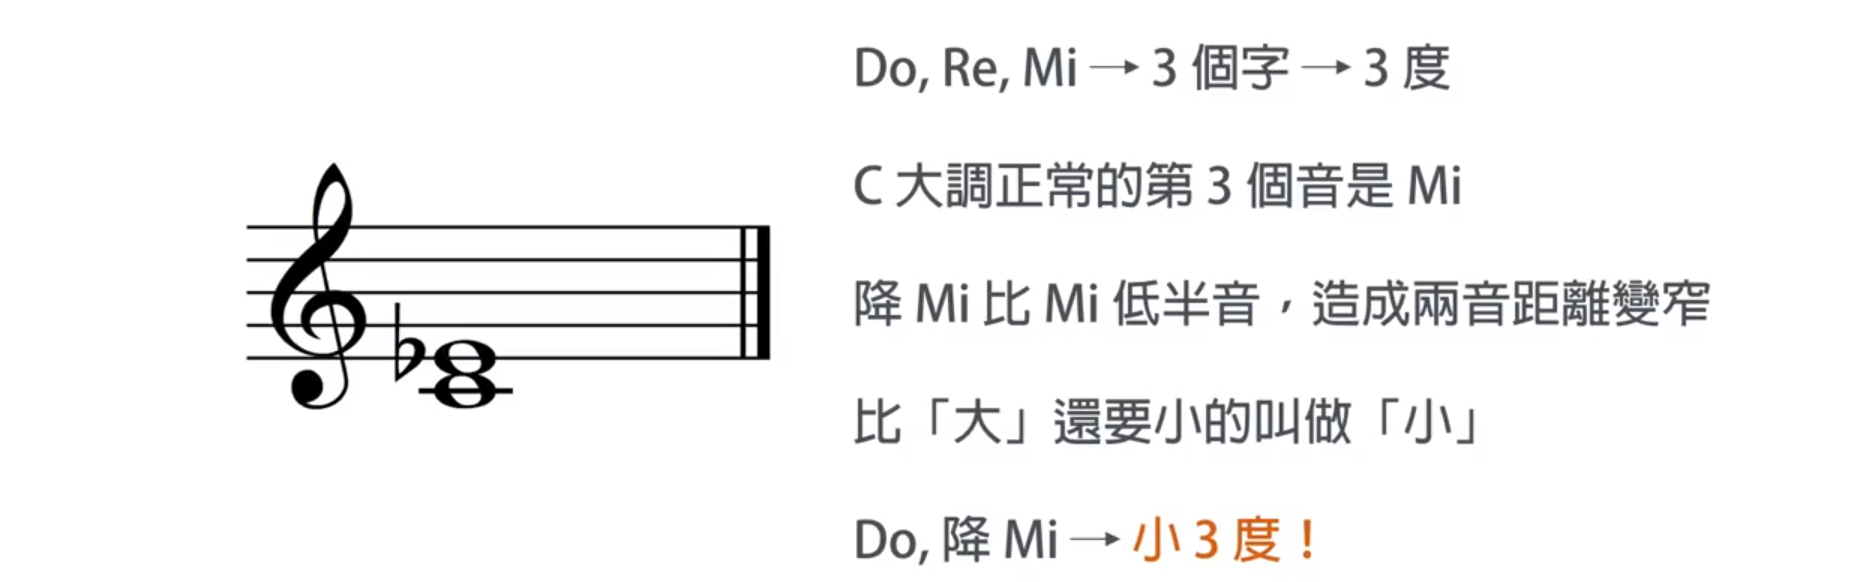 Do, Re, Mi → 3 個字 → 3 度
C 大調正常的第 3 個音是 Mi
降 Mi 比 Mi 低半音，造成兩音距離變窄
比「大」還要小的叫做「小」
Do, 降 Mi → 小 3 度！